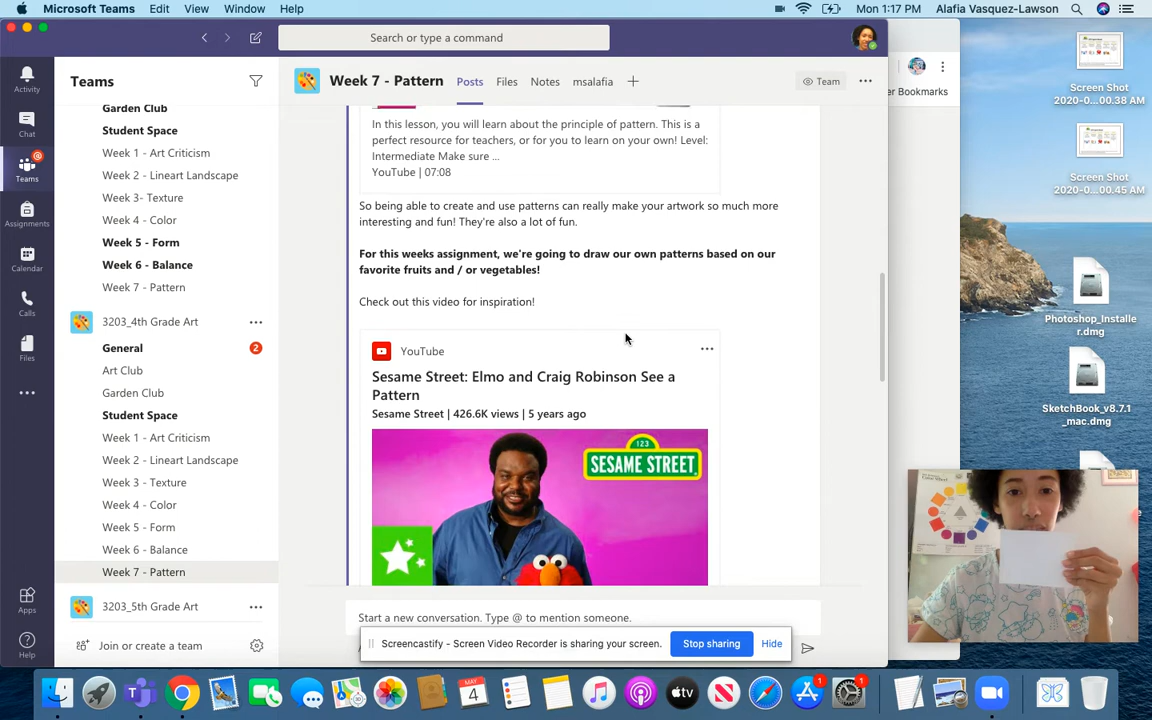 Microsoft Teams Edit View Window Help
Mon 1:17 PM Alafia Vasquez-Lawson
Search or type a command
Activity
Chat
Teams
Assignments
Calendar
Calls
Files
Apps
Help
Teams
Garden Club
Student Space
Week 1 - Art Criticism
Week 2 - Lineart Landscape
Week 3- Texture
Week 4 - Color
Week 5 - Form
Week 6 - Balance
Week 7 - Pattern
3203_4th Grade Art
General 2
Art Club
Garden Club
Student Space
Week 1 - Art Criticism
Week 2 - Lineart Landscape
Week 3 - Texture
Week 4 - Color
Week 5 - Form
Week 6 - Balance
Week 7 - Pattern
3203_5th Grade Art
Join or create a team
Week 7 - Pattern Posts Files Notes msalafia
Team
In this lesson, you will learn about the principle of pattern. This is a
perfect resource for teachers, or for you to learn on your own! Level:
Intermediate Make sure ...
YouTube | 07:08
So being able to create and use patterns can really make your artwork so much more
interesting and fun! They're also a lot of fun.
For this weeks assignment, we're going to draw our own patterns based on our
favorite fruits and / or vegetables!
Check out this video for inspiration!
YouTube
Sesame Street: Elmo and Craig Robinson See a
Pattern
Sesame Street | 426.6K views | 5 years ago
123
SESAME STREET
Start a new conversation. Type @ to mention someone.
Screencastify - Screen Video Recorder is sharing your screen.
Stop sharing
Hide
er Bookmarks
Screen Shot
2020-0...00.38 AM
Screen Shot
2020-0...00.45 AM
Photoshop_Installe
r.dmg
SketchBook_v8.7.1
_mac.dmg
MAY
4
tv
1
1